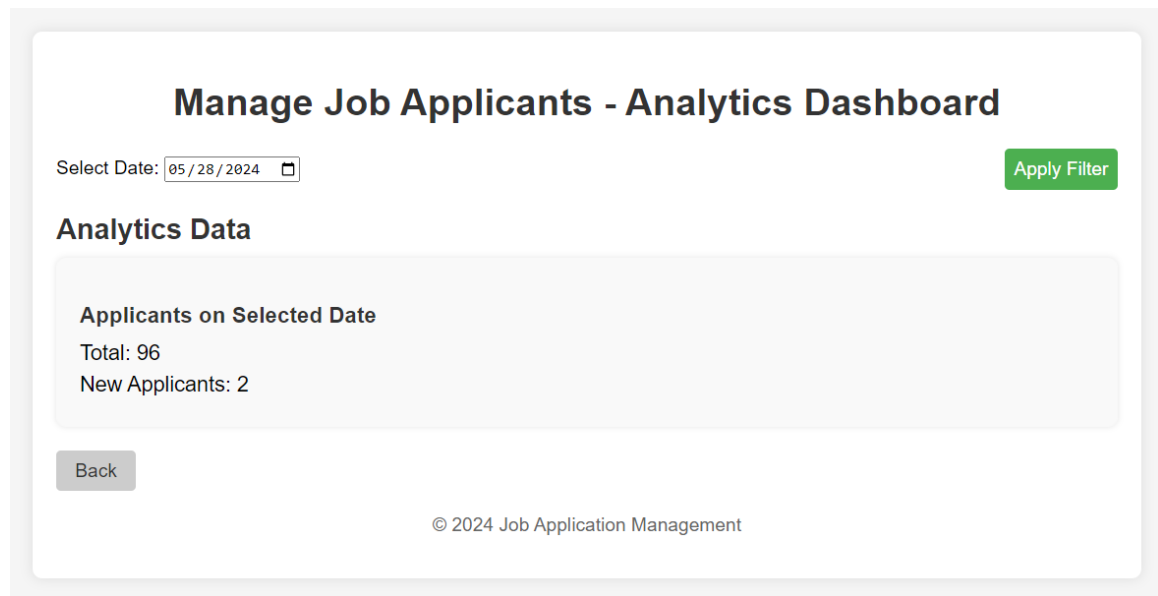 Manage Job Applicants - Analytics Dashboard
Select Date: 05/28/2024
Apply Filter
Analytics Data
Applicants on Selected Date
Total: 96
New Applicants: 2
Back
© 2024 Job Application Management